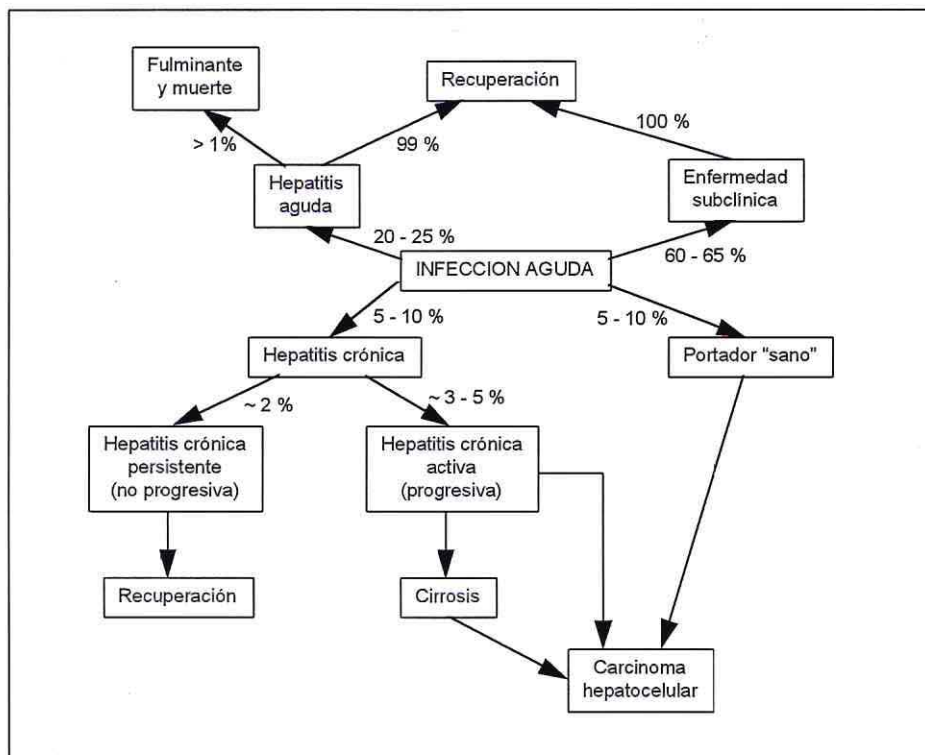 Fulminante
y muerte
Recuperación
> 1%
99 %
100 %
Hepatitis
aguda
Enfermedad
subclínica
20 - 25 %
60 - 65 %
INFECCION AGUDA
5 - 10 %
5 - 10 %
Hepatitis crónica
Portador "sano"
~ 2 %
~ 3 - 5 %
Hepatitis crónica
persistente
(no progresiva)
Hepatitis crónica
activa
(progresiva)
Recuperación
Cirrosis
Carcinoma
hepatocelular